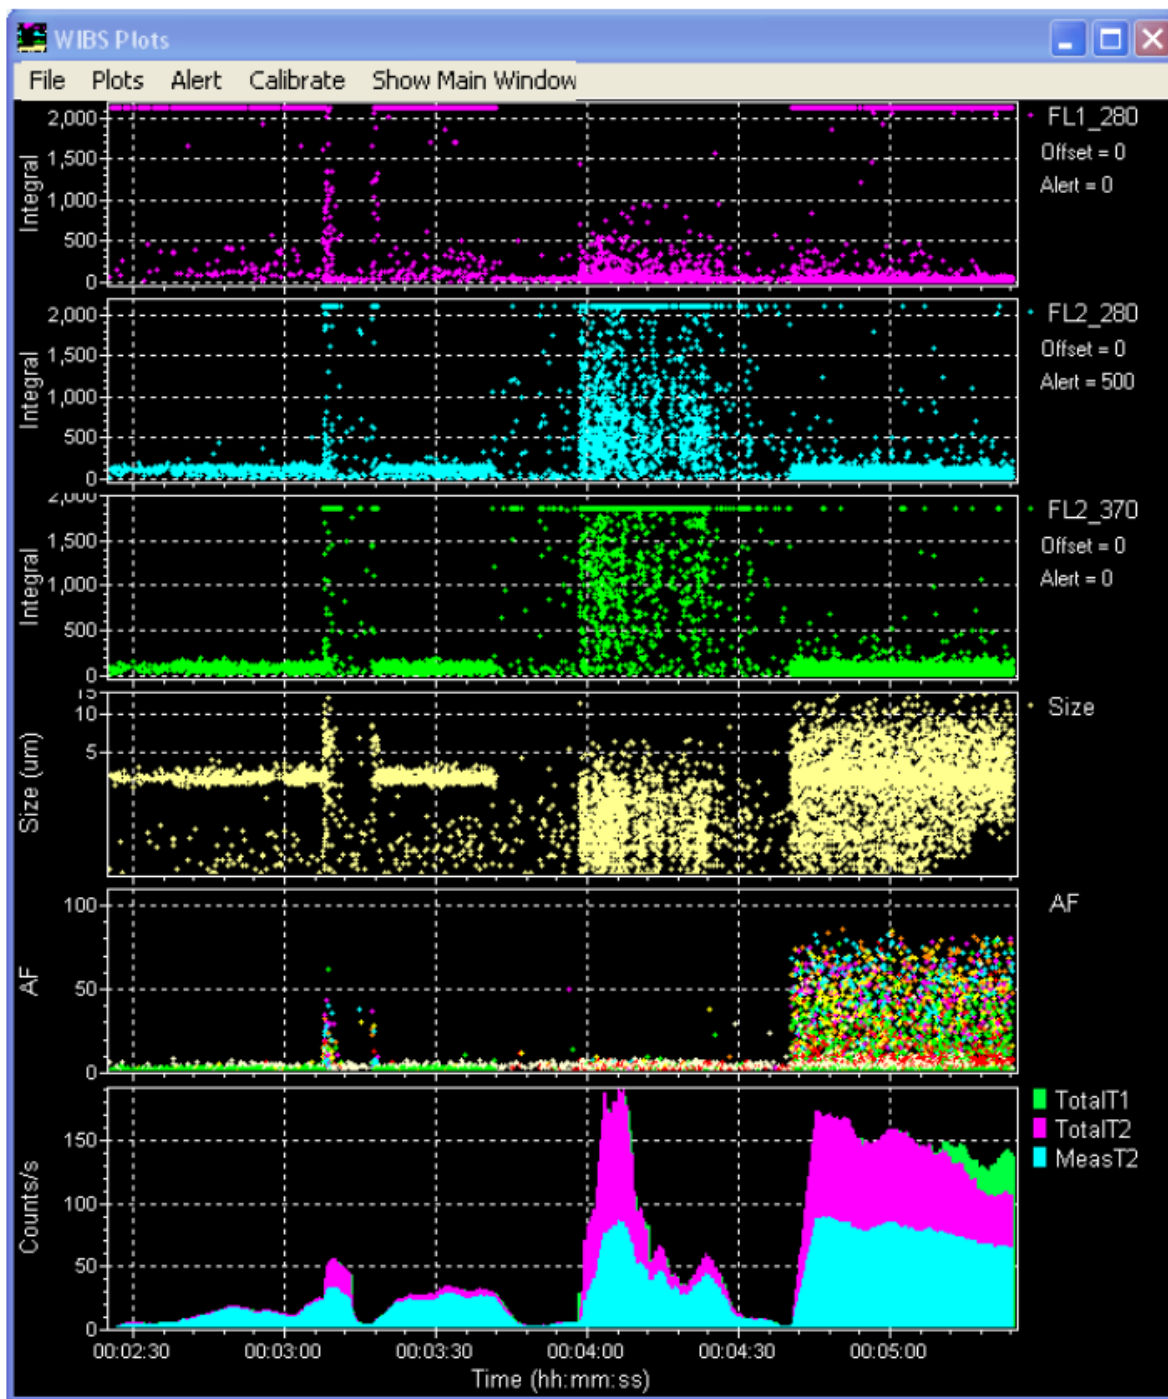 WIBS Plots
File Plots Alert Calibrate Show Main Window
2,000
1,500
1,000
500
0
Integral
FL1_280
Offset = 0
Alert = 0
2,000
1,500
1,000
500
0
Integral
FL2_280
Offset = 0
Alert = 500
2,000
1,500
1,000
500
0
Integral
FL2_370
Offset = 0
Alert = 0
15
10
5
Size (um)
Size
100
50
0
AF
AF
150
100
50
0
Counts/s
TotalT1
TotalT2
MeasT2
00:02:30 00:03:00 00:03:30 00:04:00 00:04:30 00:05:00
Time (hh:mm:ss)